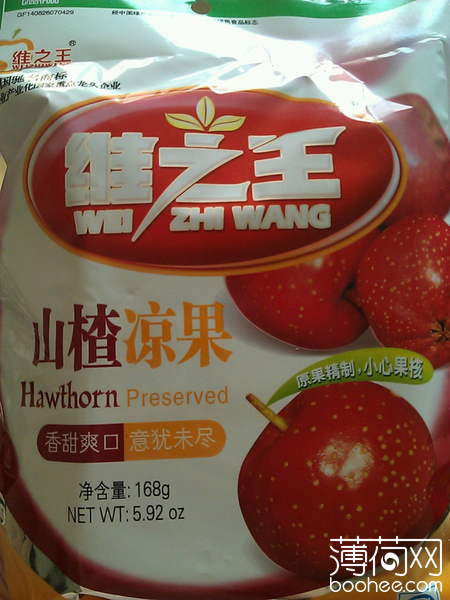 GF140626070429
维之王®
维之王
WEI ZHI WANG
山楂凉果
Hawthorn Preserved
原果精制,小心果核
香甜爽口 意犹未尽
净含量: 168g
NET WT: 5.92 oz
薄荷网
boohee.com